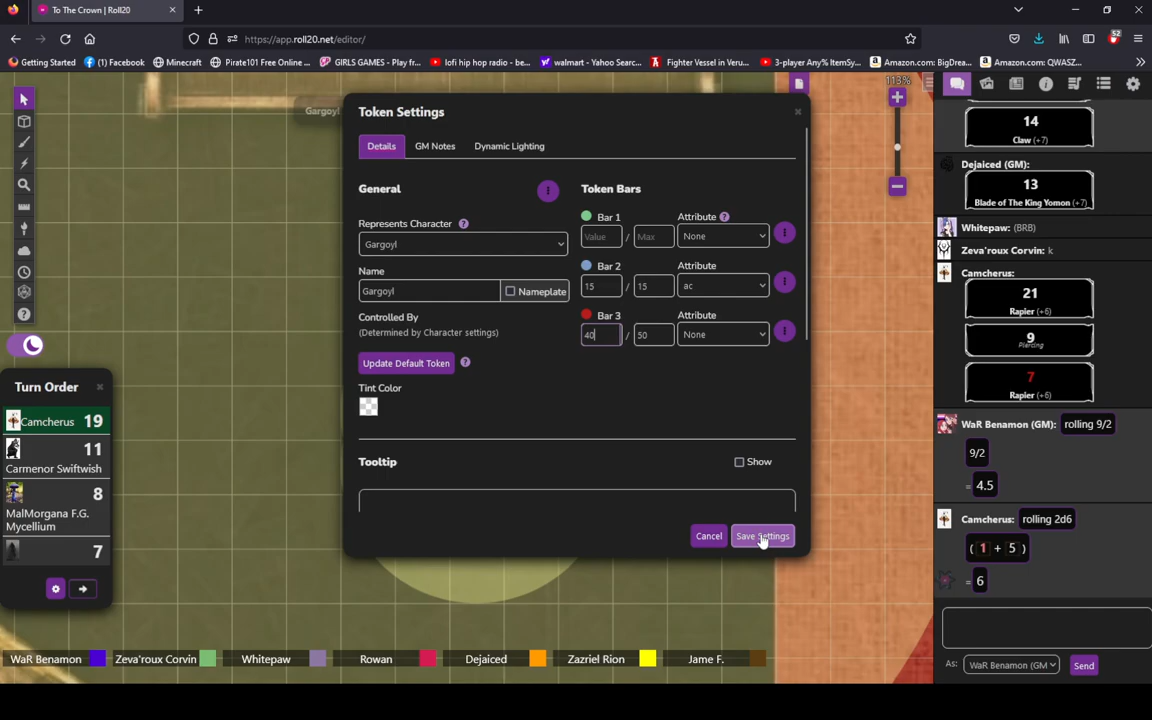 To The Crown | Roll20
https://app.roll20.net/editor/
52
Getting Started
(1) Facebook
Minecraft
Pirate101 Free Online ...
GIRLS GAMES - Play fr...
lofi hip hop radio - be...
walmart - Yahoo Searc...
Fighter Vessel in Veru...
3-player Any% ItemSy...
Amazon.com: BigDrea...
Amazon.com: QWASZ...
Gargoyl
113%
Token Settings
Details
GM Notes
Dynamic Lighting
General
Token Bars
Represents Character
Gargoyl
Name
Gargoyl
Nameplate
Controlled By
(Determined by Character settings)
Update Default Token
Tint Color
Bar 1
Attribute
Value / Max
None
Bar 2
Attribute
15 / 15
ac
Bar 3
Attribute
40 / 50
None
Tooltip
Show
Cancel
Save Settings
Turn Order
Camcherus 19
11
Carmenor Swiftwish
8
MalMorgana F.G.
Mycellium
7
WaR Benamon
Zeva'roux Corvin
Whitepaw
Rowan
Dejaiced
Zazriel Rion
Jame F.
14
Claw (+7)
Dejaiced (GM):
13
Blade of The King Yomon (+7)
Whitepaw: (BRB)
Zeva'roux Corvin: k
Camcherus:
21
Rapier (+6)
9
Piercing
7
Rapier (+6)
WaR Benamon (GM): rolling 9/2
9/2
= 4.5
Camcherus: rolling 2d6
( 1 + 5 )
= 6
As: WaR Benamon (GM
Send